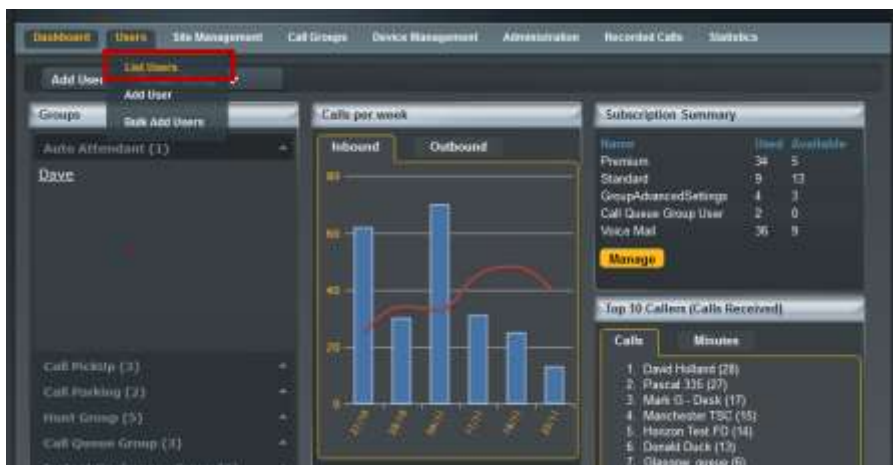 Dashboard Users Site Management Call Groups Device Management Administration Recorded Calls Statistics
List Users
Add User
Add User
Bulk Add Users
Groups
Auto Attendant (1)
Dave
Call PickUp (3)
Call Parking (2)
Hunt Group (5)
Call Queue Group (3)
Calls per week
Inbound Outbound
80
60
40
20
0
Subscription Summary
Name Used Available
Premium 34 5
Standard 9 13
GroupAdvancedSettings 4 3
Call Queue Group User 2 0
Voice Mail 36 9
Manage
Top 10 Callers (Calls Received)
Calls Minutes
1. David Holland (28)
2. Pascal 335 (27)
3. Mark G - Desk (17)
4. Manchester TSC (15)
5. Horizon Test FD (14)
6. Donald Duck (13)
7. Glasgow queue (6)